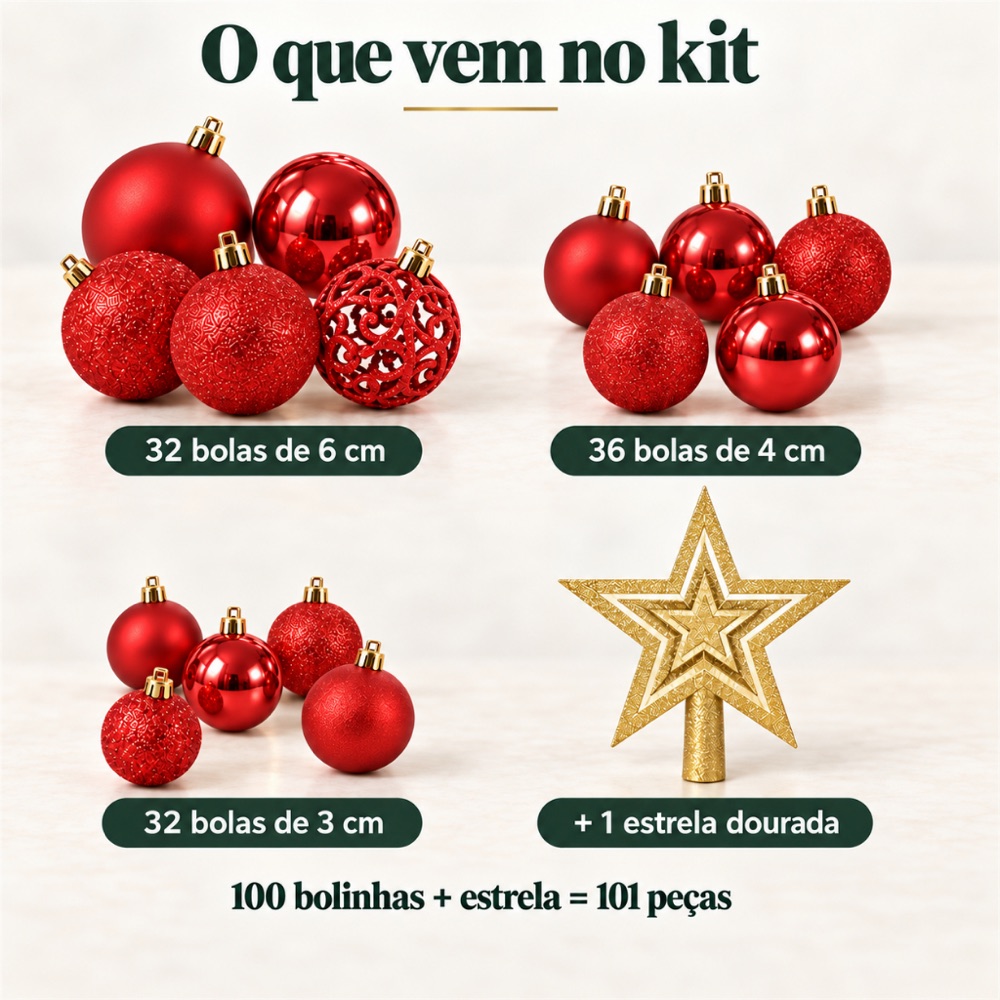 O que vem no kit
32 bolas de 6 cm
36 bolas de 4 cm
32 bolas de 3 cm
+ 1 estrela dourada
100 bolinhas + estrela = 101 peças